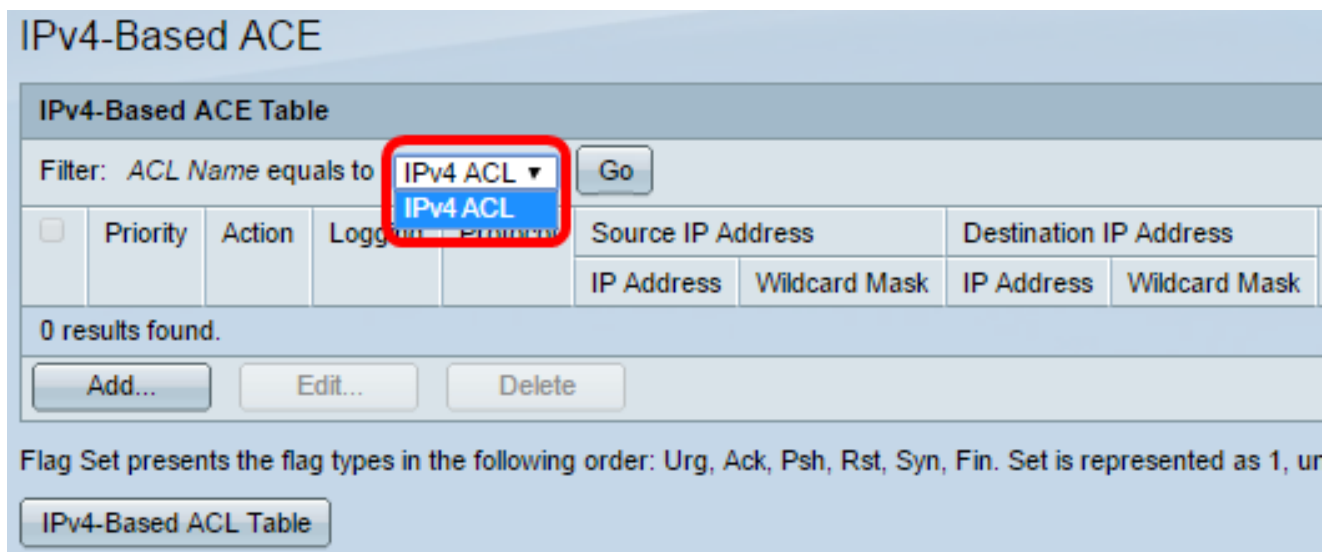 IPv4-Based ACE
IPv4-Based ACE Table
Filter: ACL Name equals to IPv4 ACL ▼ Go
IPv4 ACL
Priority Action Logging Protocol Source IP Address Destination IP Address
IP Address Wildcard Mask IP Address Wildcard Mask
0 results found.
Add... Edit... Delete
Flag Set presents the flag types in the following order: Urg, Ack, Psh, Rst, Syn, Fin. Set is represented as 1,
IPv4-Based ACL Table